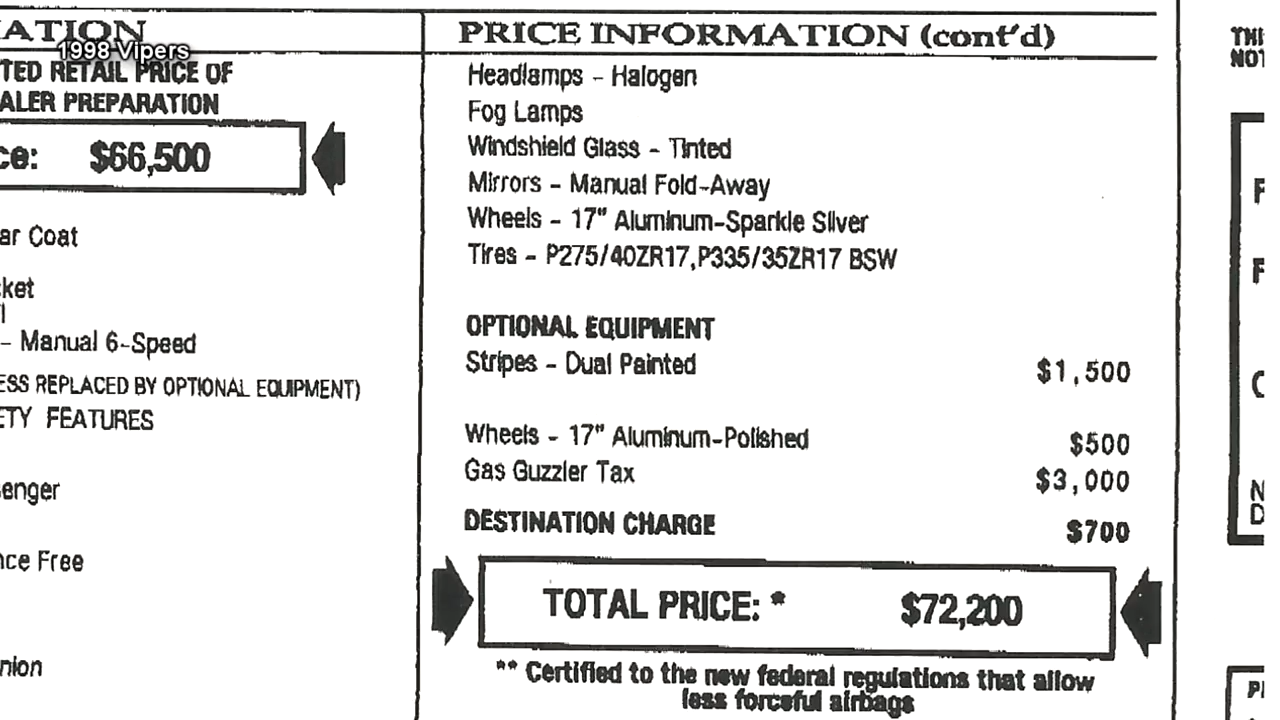 ATION
1998 Vipers
TED RETAIL PRICE OF
ALER PREPARATION
ce: $66,500
ar Coat
cket
- Manual 6-Speed
ESS REPLACED BY OPTIONAL EQUIPMENT)
ETY FEATURES
senger
nce Free
nion
PRICE INFORMATION (cont'd)
Headlamps - Halogen
Fog Lamps
Windshield Glass - Tinted
Mirrors - Manual Fold-Away
Wheels - 17" Aluminum-Sparkle Silver
Tires - P275/40ZR17,P335/35ZR17 BSW
OPTIONAL EQUIPMENT
Stripes - Dual Painted $1,500
Wheels - 17" Aluminum-Polished $500
Gas Guzzler Tax $3,000
DESTINATION CHARGE $700
TOTAL PRICE: * $72,200
** Certified to the new federal regulations that allow
less forceful airbags
THI
NOT
F
F
C
N
D